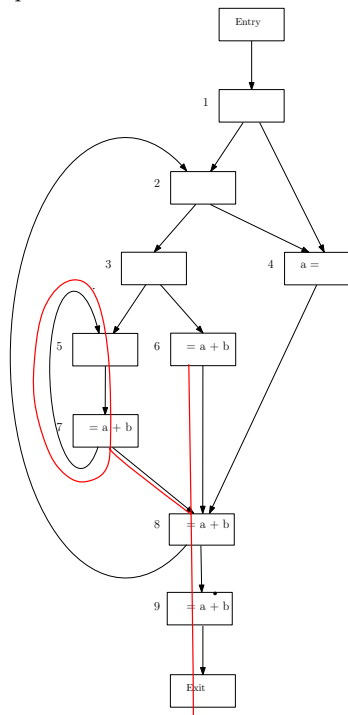 Entry
1
2
3
4 a =
5
6 = a + b
7 = a + b
8 = a + b
9 = a + b
Exit